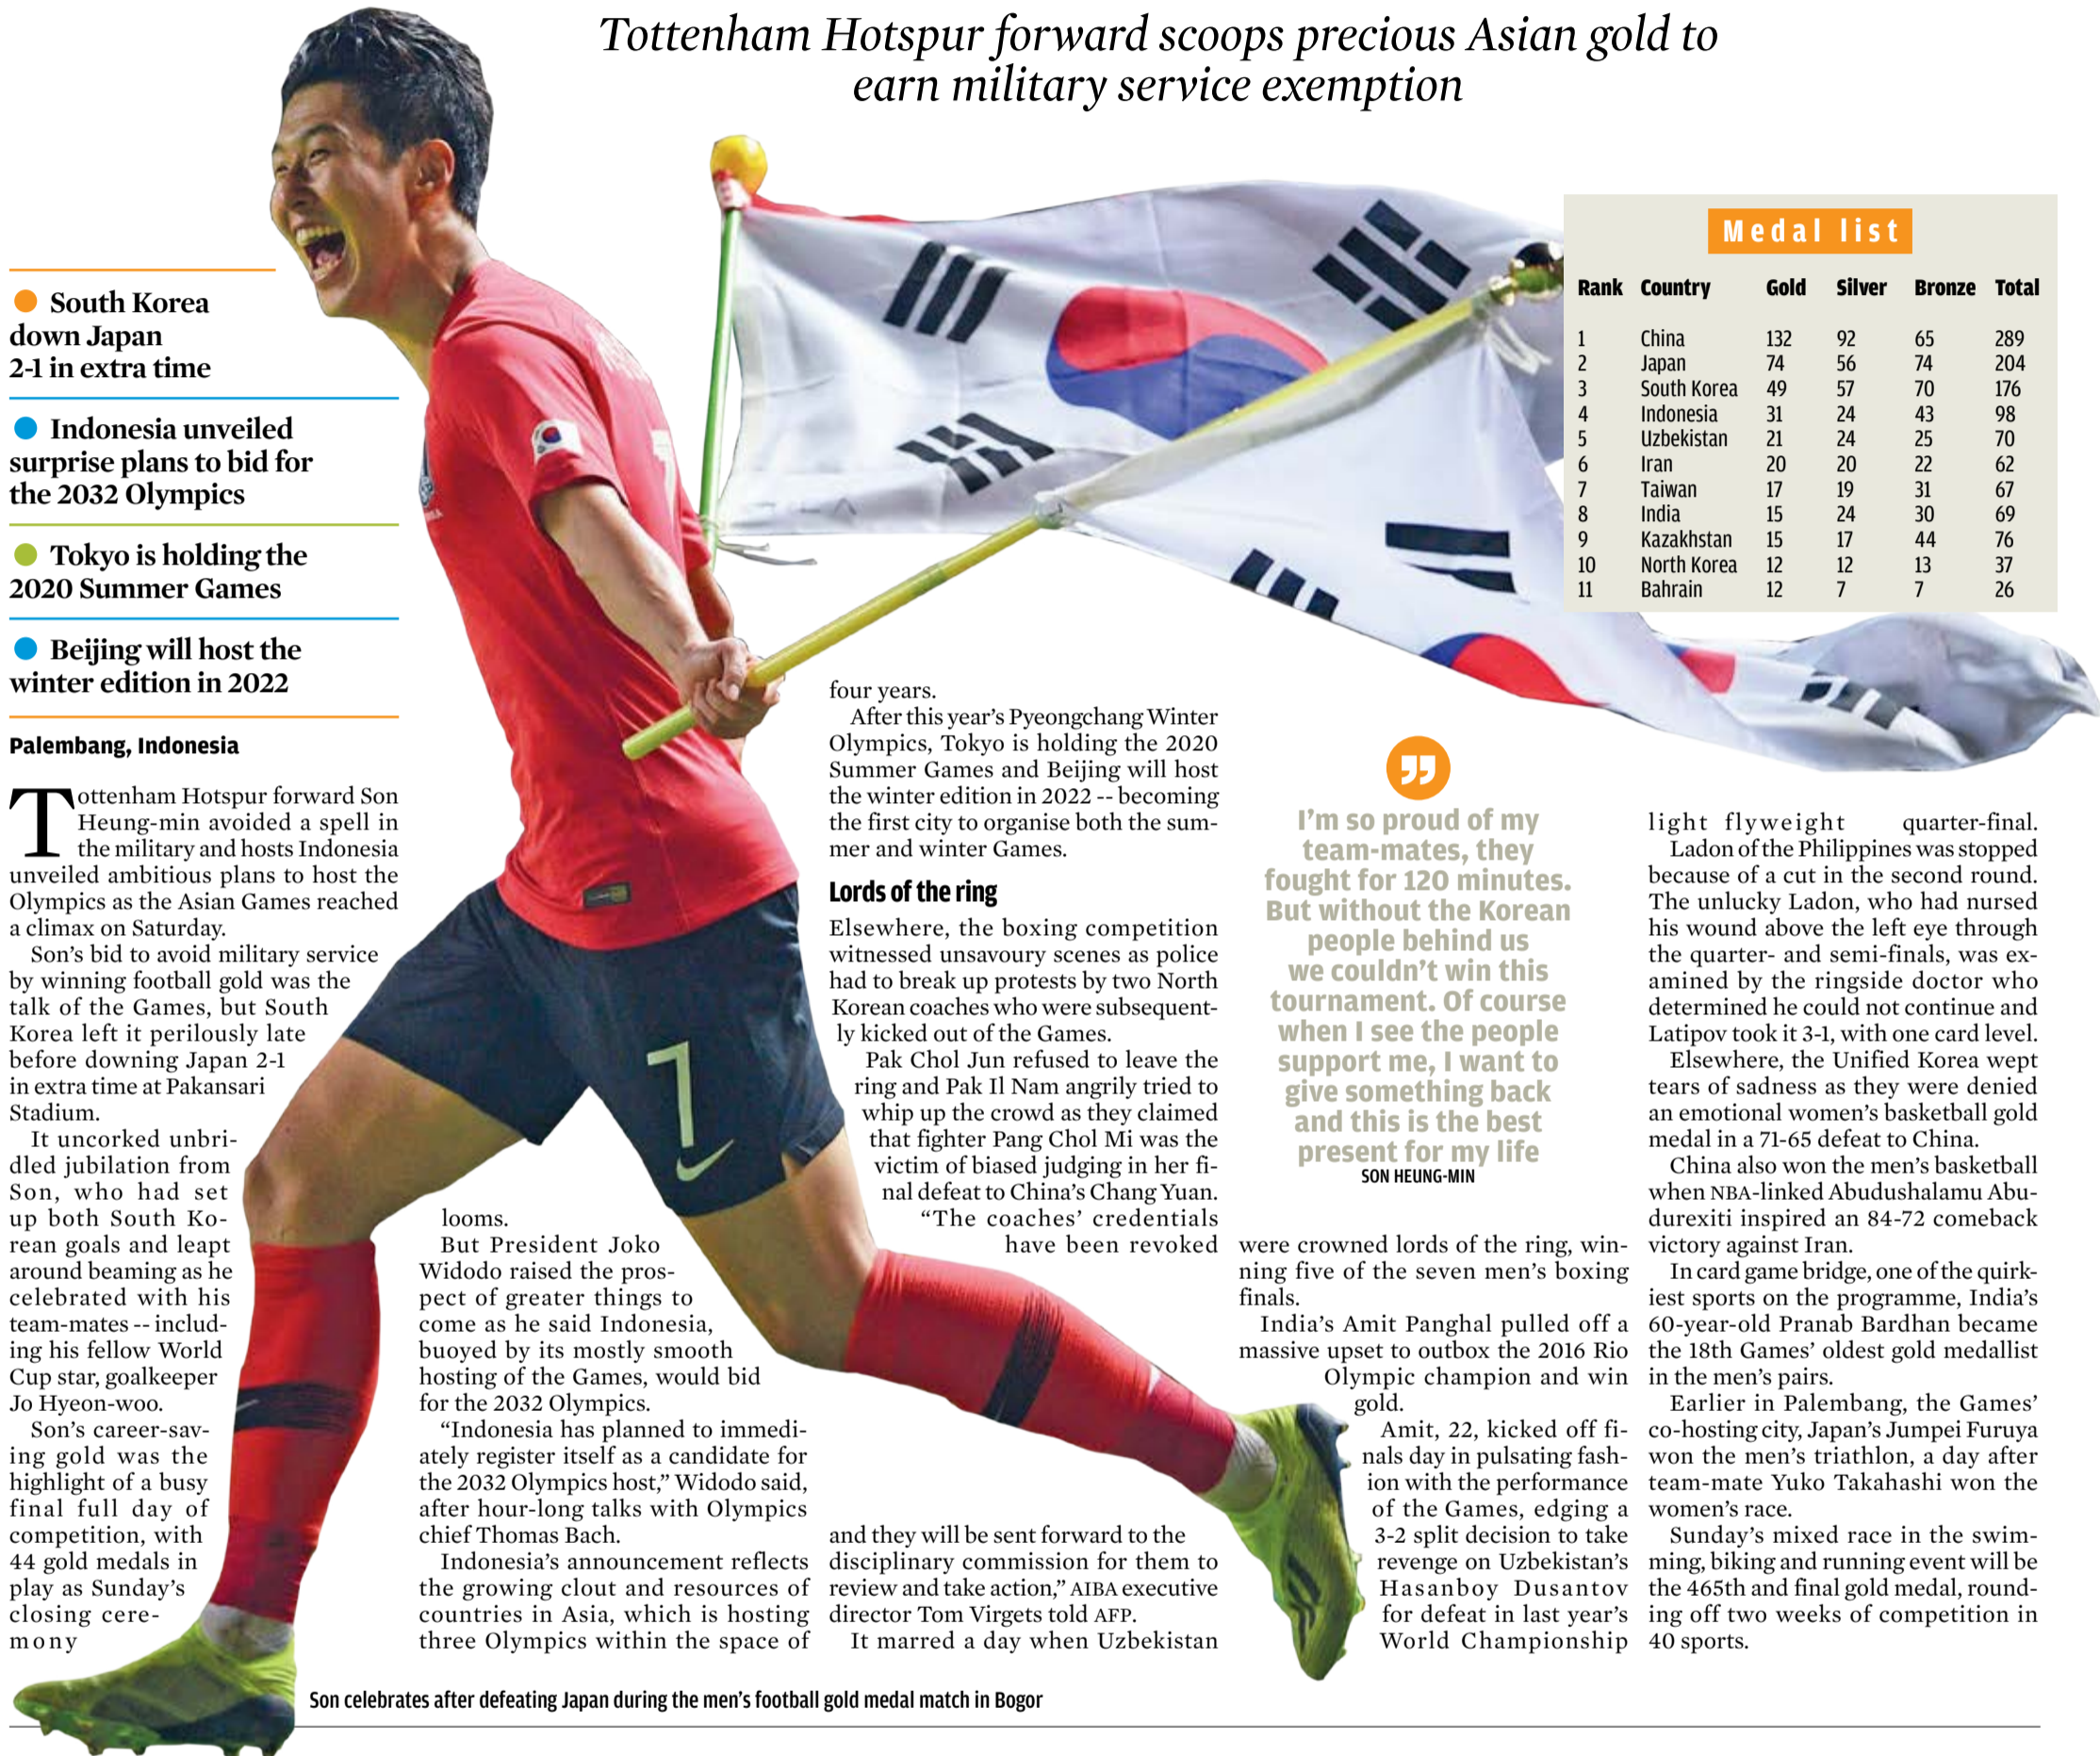 Tottenham Hotspur forward scoops precious Asian gold to
earn military service exemption
South Korea
down Japan
2-1 in extra time
Indonesia unveiled
surprise plans to bid for
the 2032 Olympics
Tokyo is holding the
2020 Summer Games
Beijing will host the
winter edition in 2022
Medal list
Rank Country Gold Silver Bronze Total
1 China 132 92 65 289
2 Japan 74 56 74 204
3 South Korea 49 57 70 176
4 Indonesia 31 24 43 98
5 Uzbekistan 21 24 25 70
6 Iran 20 20 22 62
7 Taiwan 17 19 31 67
8 India 15 24 30 69
9 Kazakhstan 15 17 44 76
10 North Korea 12 12 13 37
11 Bahrain 12 7 7 26
Palembang, Indonesia
Tottenham Hotspur forward Son
Heung-min avoided a spell in
the military and hosts Indonesia
unveiled ambitious plans to host the
Olympics as the Asian Games reached
a climax on Saturday.
Son's bid to avoid military service
by winning football gold was the
talk of the Games, but South
Korea left it perilously late
before downing Japan 2-1
in extra time at Pakansari
Stadium.
It uncorked unbri-
dled jubilation from
Son, who had set
up both South Ko-
rean goals and leapt
around beaming as he
celebrated with his
team-mates -- includ-
ing his fellow World
Cup star, goalkeeper
Jo Hyeon-woo.
Son's career-sav-
ing gold was the
highlight of a busy
final full day of
competition, with
44 gold medals in
play as Sunday's
closing cere-
mony
looms.
But President Joko
Widodo raised the pros-
pect of greater things to
come as he said Indonesia,
buoyed by its mostly smooth
hosting of the Games, would bid
for the 2032 Olympics.
"Indonesia has planned to immedi-
ately register itself as a candidate for
the 2032 Olympics host," Widodo said,
after hour-long talks with Olympics
chief Thomas Bach.
Indonesia's announcement reflects
the growing clout and resources of
countries in Asia, which is hosting
three Olympics within the space of
four years.
After this year's Pyeongchang Winter
Olympics, Tokyo is holding the 2020
Summer Games and Beijing will host
the winter edition in 2022 -- becoming
the first city to organise both the sum-
mer and winter Games.
Lords of the ring
Elsewhere, the boxing competition
witnessed unsavoury scenes as police
had to break up protests by two North
Korean coaches who were subsequent-
ly kicked out of the Games.
Pak Chol Jun refused to leave the
ring and Pak Il Nam angrily tried to
whip up the crowd as they claimed
that fighter Pang Chol Mi was the
victim of biased judging in her fi-
nal defeat to China's Chang Yuan.
"The coaches' credentials
have been revoked
and they will be sent forward to the
disciplinary commission for them to
review and take action," AIBA executive
director Tom Virgets told AFP.
It marred a day when Uzbekistan
I'm so proud of my
team-mates, they
fought for 120 minutes.
But without the Korean
people behind us
we couldn't win this
tournament. Of course
when I see the people
support me, I want to
give something back
and this is the best
present for my life
SON HEUNG-MIN
were crowned lords of the ring, win-
ning five of the seven men's boxing
finals.
India's Amit Panghal pulled off a
massive upset to outbox the 2016 Rio
Olympic champion and win
gold.
Amit, 22, kicked off fi-
nals day in pulsating fash-
ion with the performance
of the Games, edging a
3-2 split decision to take
revenge on Uzbekistan's
Hasanboy Dusantov
for defeat in last year's
World Championship
light flyweight quarter-final.
Ladon of the Philippines was stopped
because of a cut in the second round.
The unlucky Ladon, who had nursed
his wound above the left eye through
the quarter- and semi-finals, was ex-
amined by the ringside doctor who
determined he could not continue and
Latipov took it 3-1, with one card level.
Elsewhere, the Unified Korea wept
tears of sadness as they were denied
an emotional women's basketball gold
medal in a 71-65 defeat to China.
China also won the men's basketball
when NBA-linked Abudushalamu Abu-
durexiti inspired an 84-72 comeback
victory against Iran.
In card game bridge, one of the quirk-
iest sports on the programme, India's
60-year-old Pranab Bardhan became
the 18th Games' oldest gold medallist
in the men's pairs.
Earlier in Palembang, the Games'
co-hosting city, Japan's Jumpei Furuya
won the men's triathlon, a day after
team-mate Yuko Takahashi won the
women's race.
Sunday's mixed race in the swim-
ming, biking and running event will be
the 465th and final gold medal, round-
ing off two weeks of competition in
40 sports.
7
Son celebrates after defeating Japan during the men's football gold medal match in Bogor